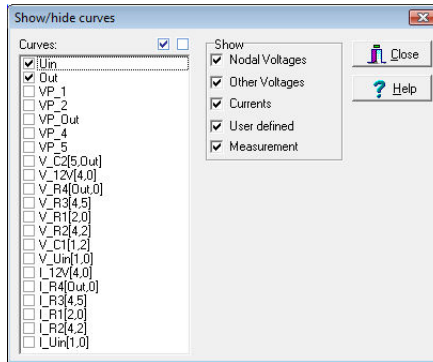 Show/hide curves
Curves:
Uin
Out
VP_1
VP_2
VP_Out
VP_4
VP_5
V_C2[5,Out]
V_12V[4,0]
V_R4[Out,0]
V_R3[4,5]
V_R1[2,0]
V_R2[4,2]
V_C1[1,2]
V_Uin[1,0]
I_12V[4,0]
I_R4[Out,0]
I_R3[4,5]
I_R1[2,0]
I_R2[4,2]
I_Uin[1,0]
Show
Nodal Voltages
Other Voltages
Currents
User defined
Measurement
Close
Help